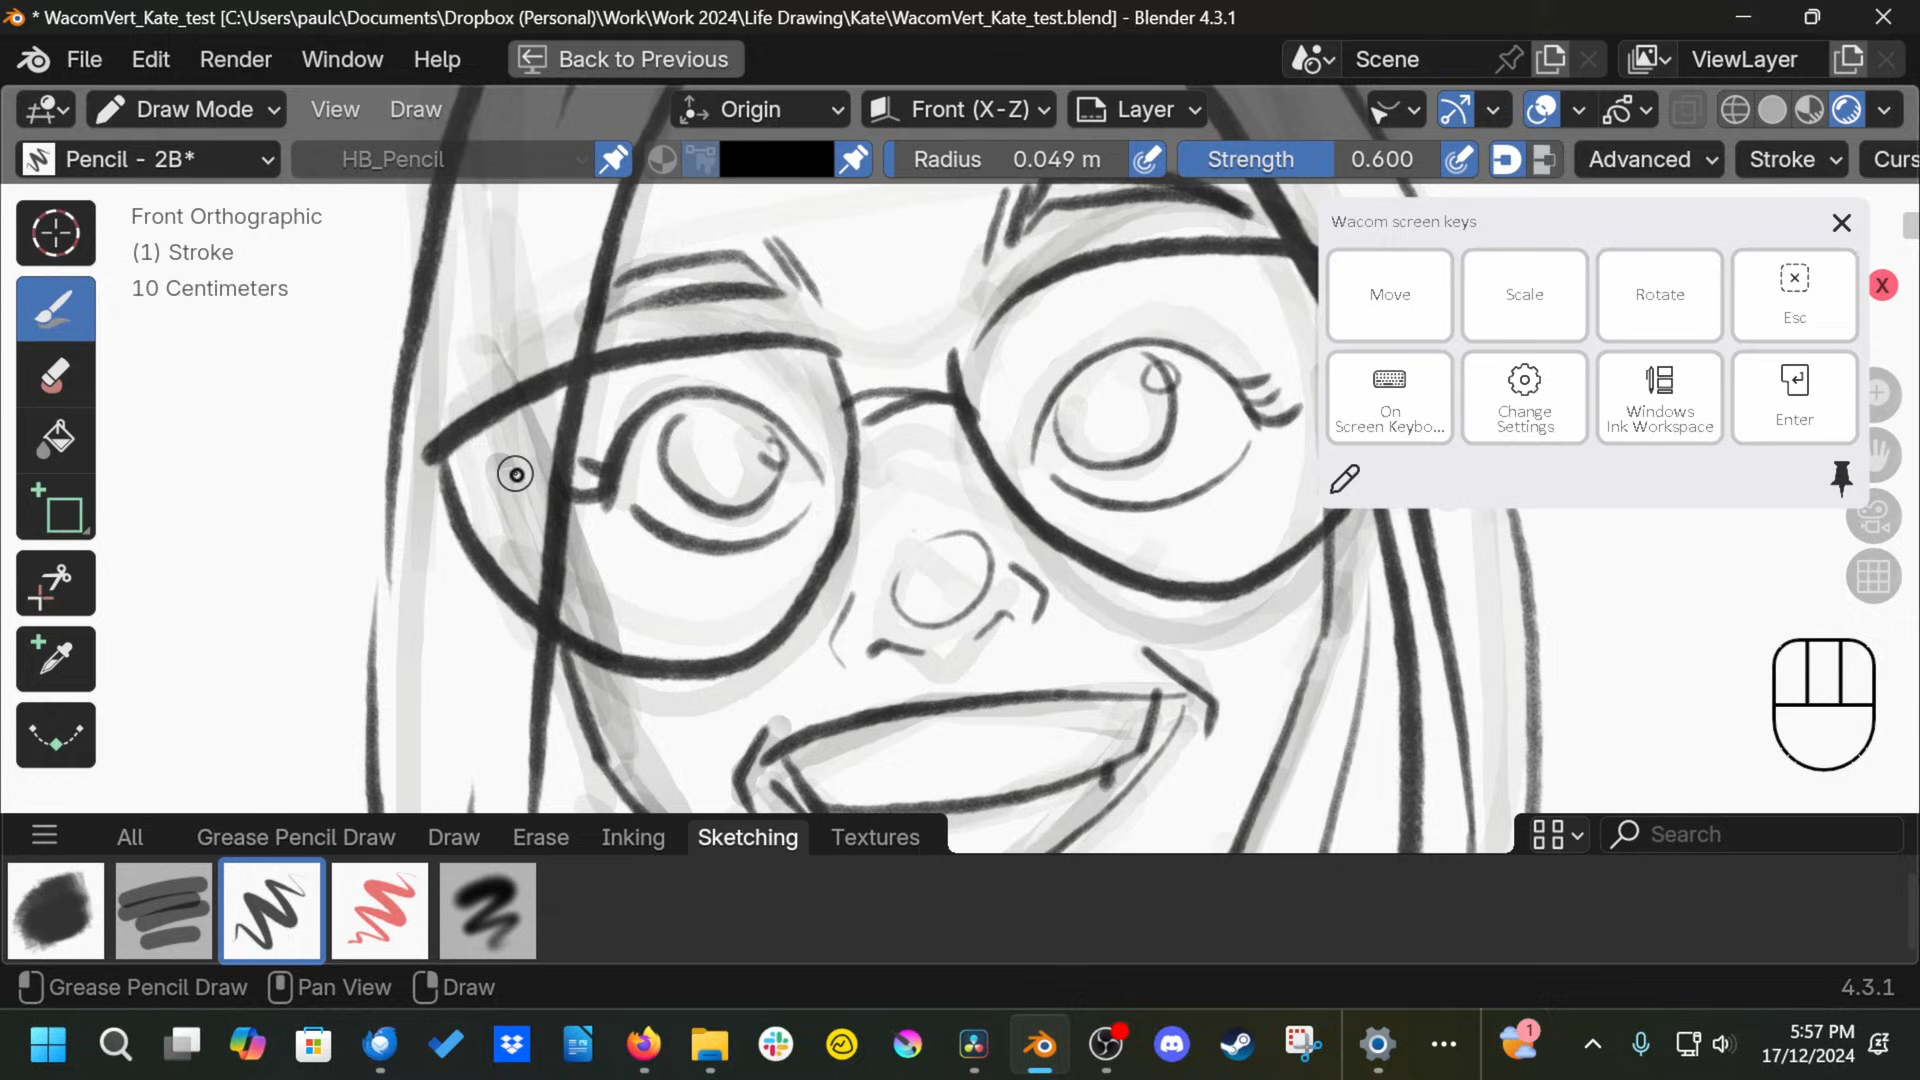 * WacomVert_Kate_test [C:\Users\paulc\Documents\Dropbox (Personal)\Work\Work 2024\Life Drawing\Kate\WacomVert_Kate_test.blend] - Blender 4.3.1
File Edit Render Window Help Back to Previous Scene ViewLayer
Draw Mode View Draw Origin Front (X-Z) Layer
Pencil - 2B* HB_Pencil Radius 0.049 m Strength 0.600 Advanced Stroke Curs
Front Orthographic
(1) Stroke
10 Centimeters
Wacom screen keys
Move Scale Rotate Esc
X
On
Screen Keybo...
Change
Settings
Windows
Ink Workspace
Enter
All Grease Pencil Draw Draw Erase Inking Sketching Textures Search
Grease Pencil Draw Pan View Draw 4.3.1
1
5:57 PM
17/12/2024